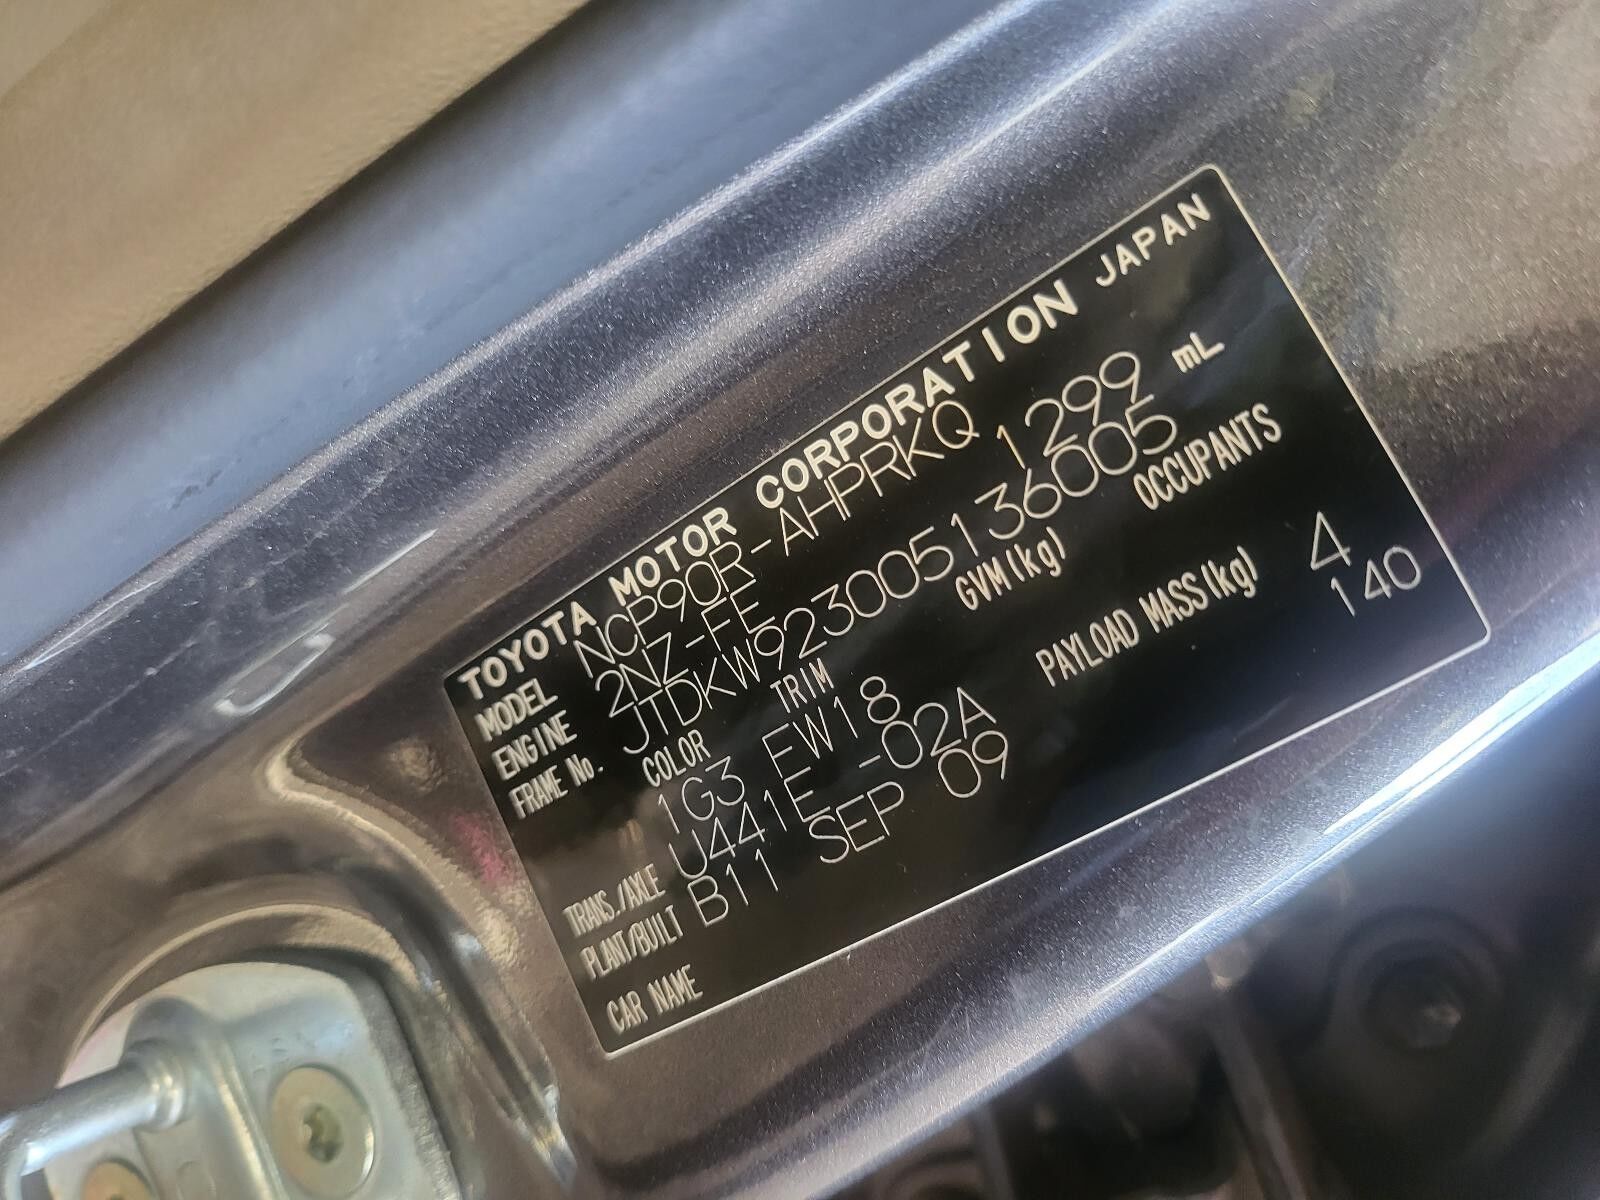 TOYOTA MOTOR CORPORATION JAPAN
MODEL NCP90R-AHPRKQ
ENGINE 2NZ-FE 1299 mL
FRAME No. JTDKW923005136005
COLOR TRIM GVM(kg) OCCUPANTS
1G3 FW18 4
TRANS./AXLE U441E -02A PAYLOAD MASS(kg) 140
PLANT/BUILT B11 SEP 09
CAR NAME